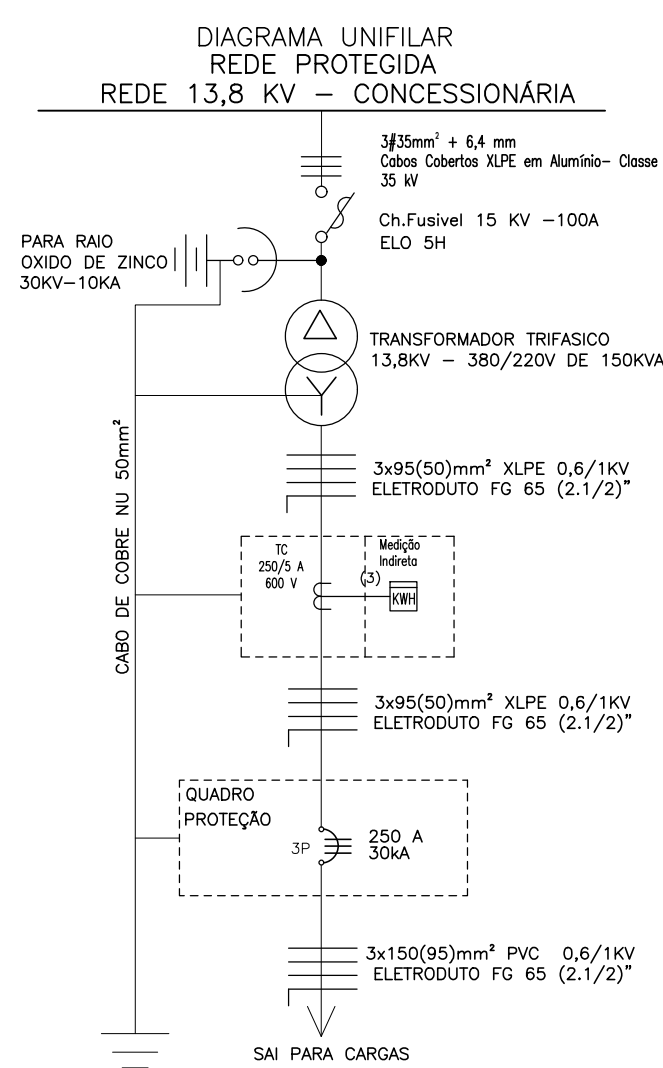 DIAGRAMA UNIFILAR
REDE PROTEGIDA
REDE 13,8 KV – CONCESSIONÁRIA
3#35mm² + 6,4 mm
Cabos Cobertos XLPE em Alumínio– Classe
35 kV
Ch.Fusivel 15 KV –100A
ELO 5H
PARA RAIO
OXIDO DE ZINCO
30KV–10KA
TRANSFORMADOR TRIFASICO
13,8KV – 380/220V DE 150KVA
CABO DE COBRE NU 50mm²
3x95(50)mm² XLPE 0,6/1KV
ELETRODUTO FG 65 (2.1/2)”
TC
250/5 A
600 V
Medição
Indireta
(3)
KWH
3x95(50)mm² XLPE 0,6/1KV
ELETRODUTO FG 65 (2.1/2)”
QUADRO
PROTEÇÃO
3P
250 A
30kA
3x150(95)mm² PVC 0,6/1KV
ELETRODUTO FG 65 (2.1/2)”
SAI PARA CARGAS